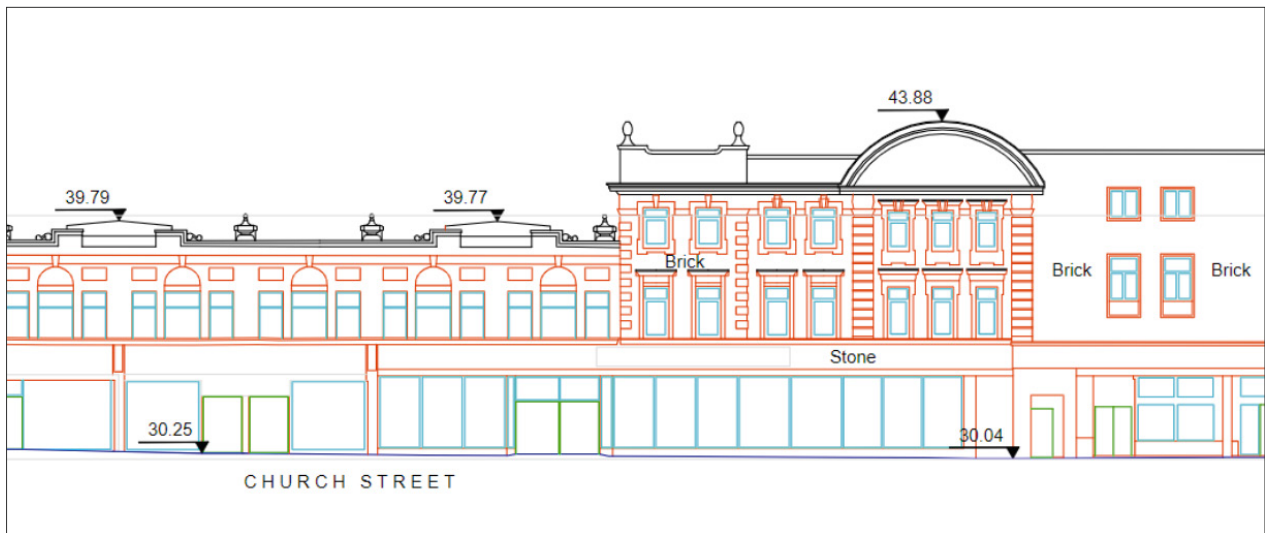 43.88
39.79
39.77
Brick
Brick
Brick
Stone
30.25
30.04
CHURCH STREET